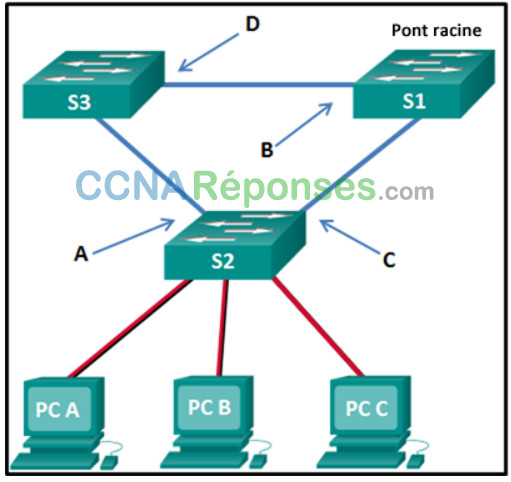 D
Pont racine
S3
S1
B
CCNARéponses.com
A
S2
C
PC A
PC B
PC C